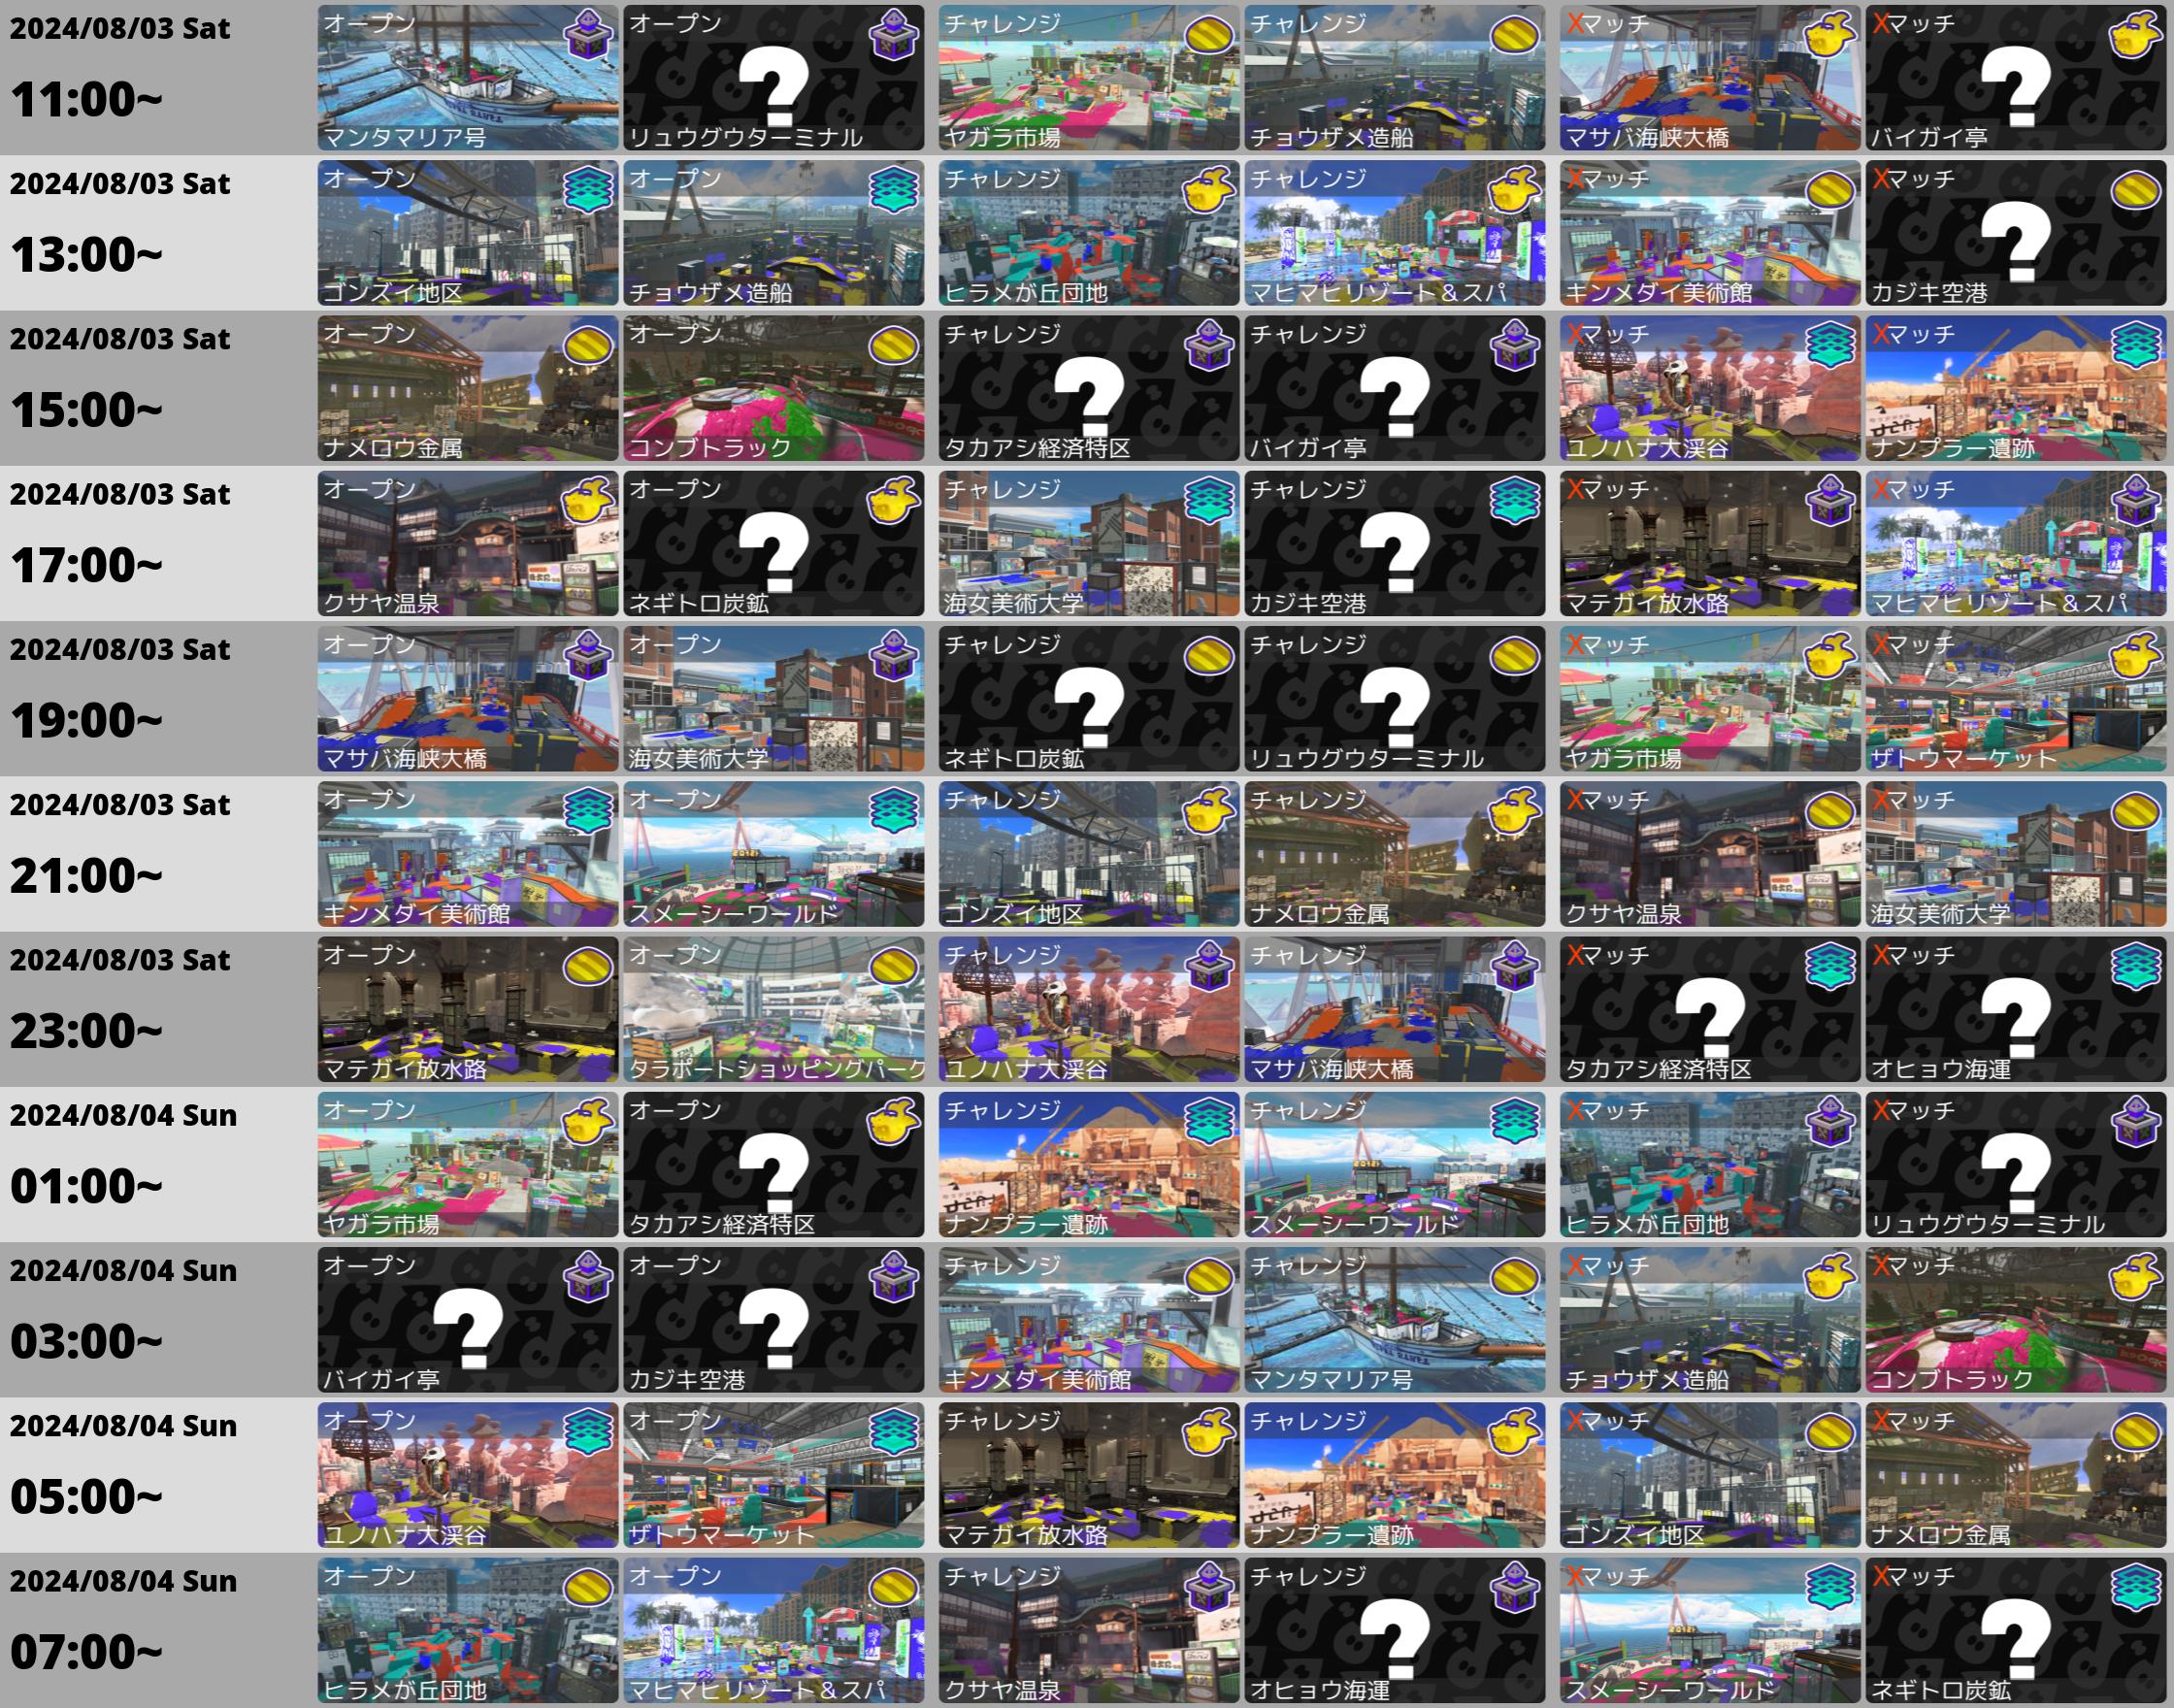 2024/08/03 Sat
11:00~
オープン オープン チャレンジ チャレンジ Xマッチ Xマッチ
マンタマリア号 リュウグウターミナル ヤガラ市場 チョウザメ造船 マサバ海峡大橋 バイガイ亭
2024/08/03 Sat
13:00~
オープン オープン チャレンジ チャレンジ Xマッチ Xマッチ
ゴンズイ地区 チョウザメ造船 ヒラメが丘団地 マヒマヒリゾート&スパ キンメダイ美術館 カジキ空港
2024/08/03 Sat
15:00~
オープン オープン チャレンジ チャレンジ Xマッチ Xマッチ
ナメロウ金属 コンブトラック タカアシ経済特区 バイガイ亭 ユノハナ大渓谷 ナンプラー遺跡
2024/08/03 Sat
17:00~
オープン オープン チャレンジ チャレンジ Xマッチ Xマッチ
クサヤ温泉 ネギトロ炭鉱 海女美術大学 カジキ空港 マテガイ放水路 マヒマヒリゾート&スパ
2024/08/03 Sat
19:00~
オープン オープン チャレンジ チャレンジ Xマッチ Xマッチ
マサバ海峡大橋 海女美術大学 ネギトロ炭鉱 リュウグウターミナル ヤガラ市場 ザトウマーケット
2024/08/03 Sat
21:00~
オープン オープン チャレンジ チャレンジ Xマッチ Xマッチ
キンメダイ美術館 スメーシーワールド ゴンズイ地区 ナメロウ金属 クサヤ温泉 海女美術大学
2024/08/03 Sat
23:00~
オープン オープン チャレンジ チャレンジ Xマッチ Xマッチ
マテガイ放水路 タラポートショッピングパーク ユノハナ大渓谷 マサバ海峡大橋 タカアシ経済特区 オヒョウ海運
2024/08/04 Sun
01:00~
オープン オープン チャレンジ チャレンジ Xマッチ Xマッチ
ヤガラ市場 タカアシ経済特区 ナンプラー遺跡 スメーシーワールド ヒラメが丘団地 リュウグウターミナル
2024/08/04 Sun
03:00~
オープン オープン チャレンジ チャレンジ Xマッチ Xマッチ
バイガイ亭 カジキ空港 キンメダイ美術館 マンタマリア号 チョウザメ造船 コンブトラック
2024/08/04 Sun
05:00~
オープン オープン チャレンジ チャレンジ Xマッチ Xマッチ
ユノハナ大渓谷 ザトウマーケット マテガイ放水路 ナンプラー遺跡 ゴンズイ地区 ナメロウ金属
2024/08/04 Sun
07:00~
オープン オープン チャレンジ チャレンジ Xマッチ Xマッチ
ヒラメが丘団地 マヒマヒリゾート&スパ クサヤ温泉 オヒョウ海運 スメーシーワールド ネギトロ炭鉱